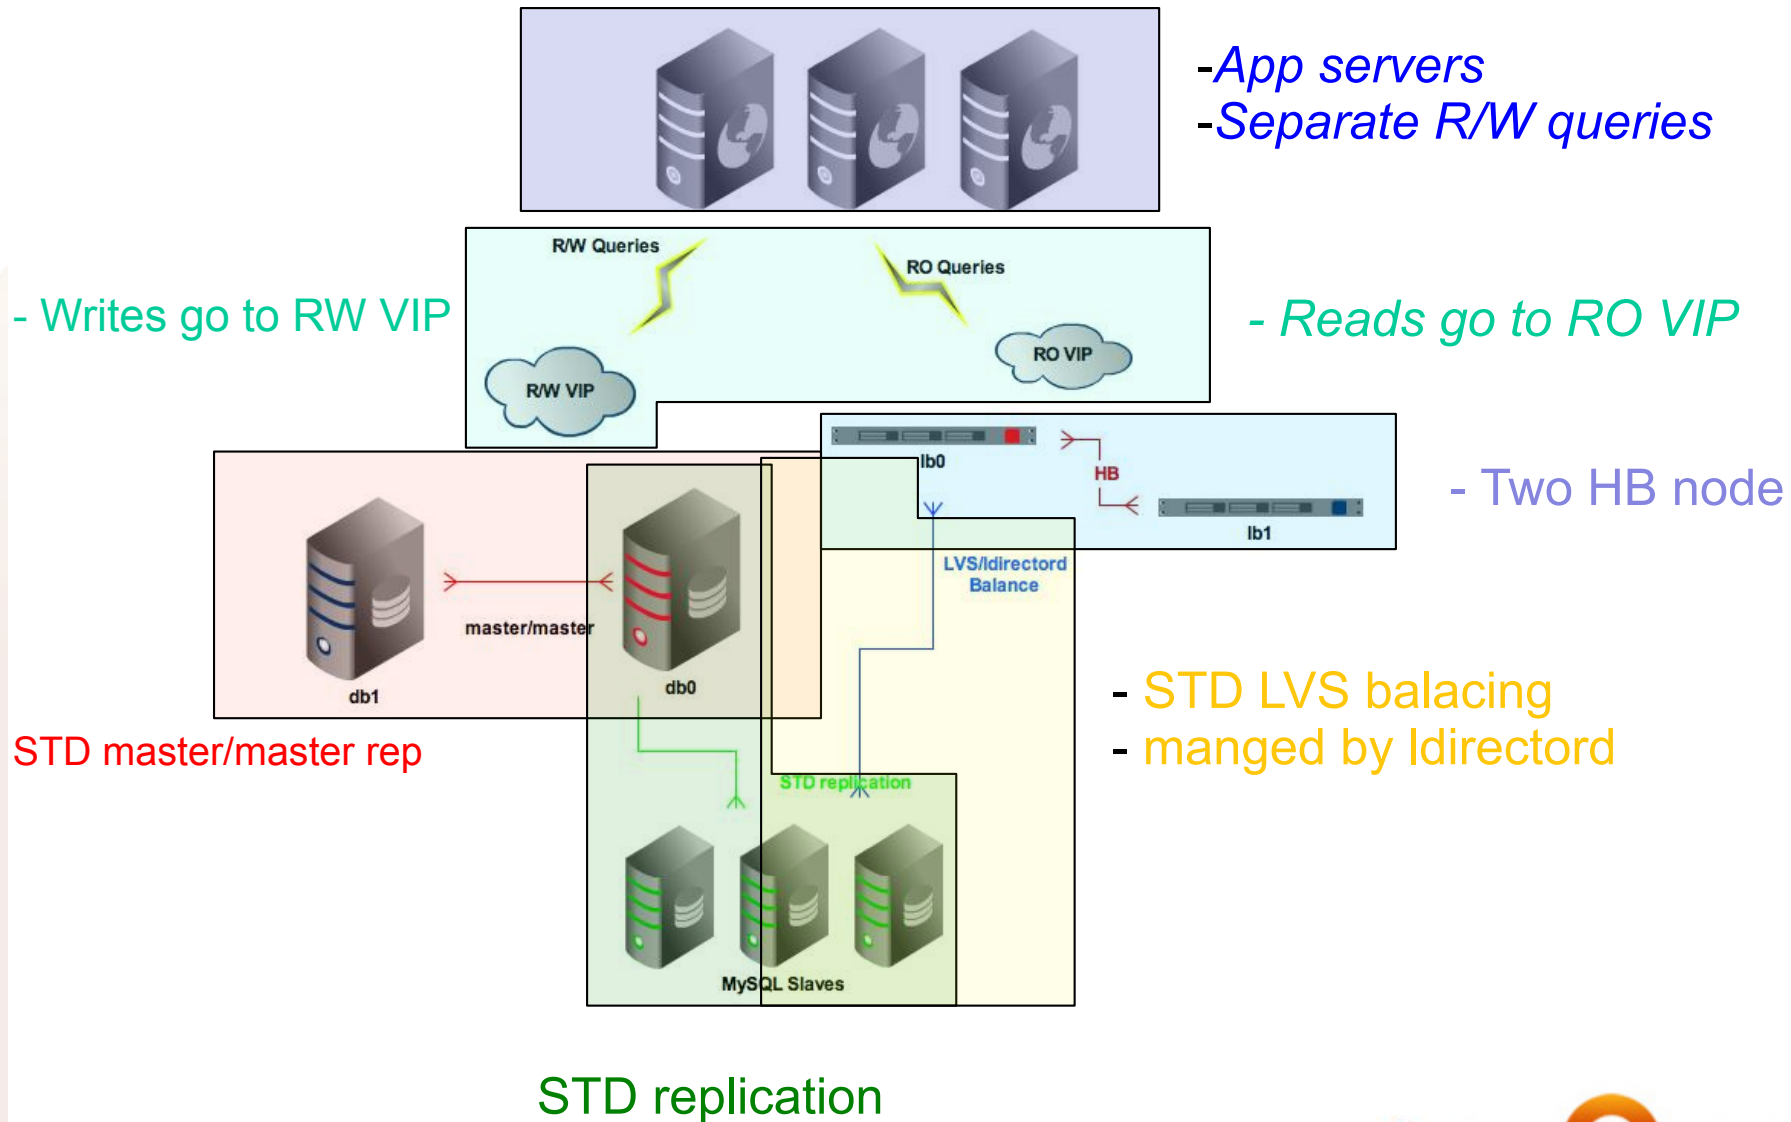 -App servers
-Separate R/W queries
R/W Queries
RO Queries
- Writes go to RW VIP
- Reads go to RO VIP
RO VIP
R/W VIP
lb0
HB
- Two HB node
lb1
LVS/ldirectord
Balance
master/master
db0
db1
- STD LVS balacing
- manged by ldirectord
STD master/master rep
STD replication
MySQL Slaves
STD replication